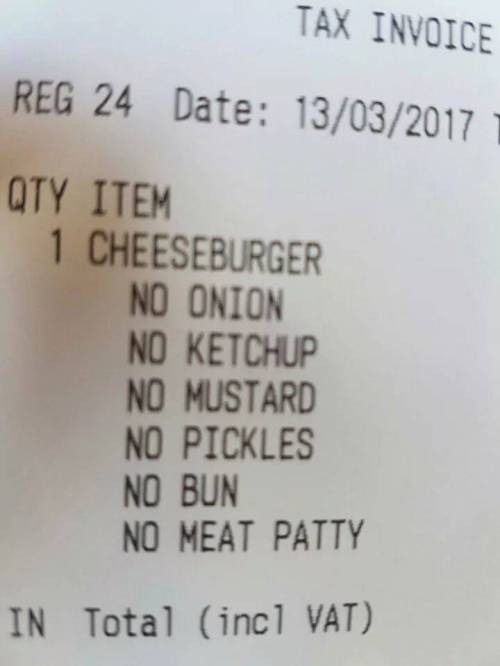 TAX INVOICE
REG 24 Date: 13/03/2017
QTY ITEM
1 CHEESEBURGER
NO ONION
NO KETCHUP
NO MUSTARD
NO PICKLES
NO BUN
NO MEAT PATTY
IN Total (incl VAT)